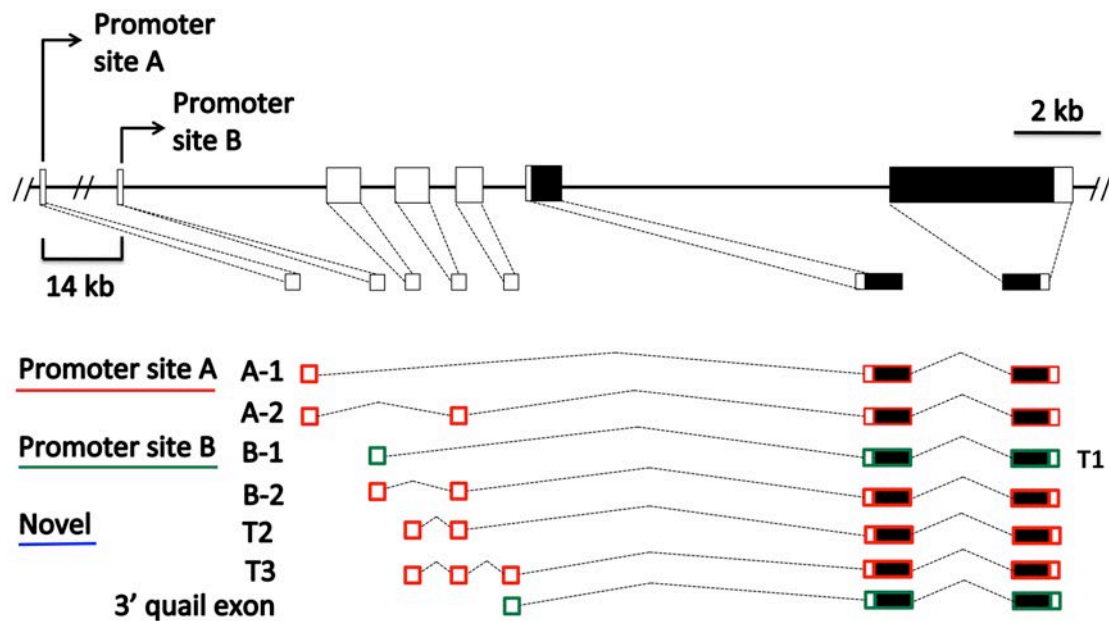 Promoter
site A
Promoter
site B
2 kb
14 kb
Promoter site A A-1
A-2
Promoter site B B-1 T1
B-2
Novel T2
T3
3’ quail exon